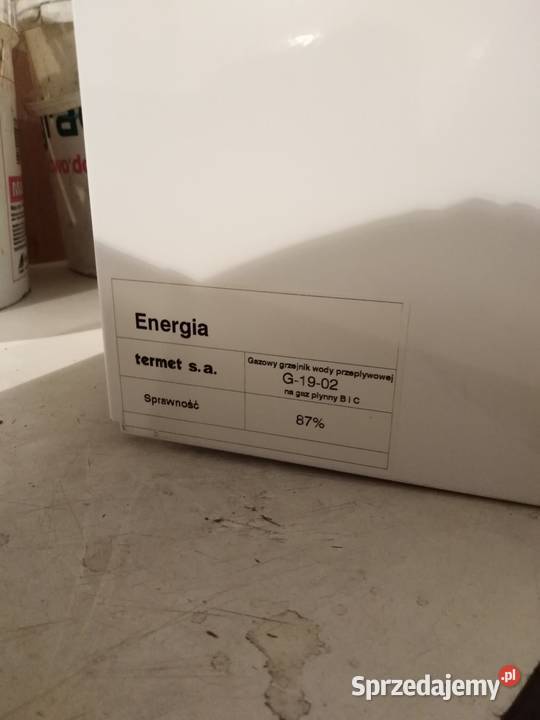 Energia
termet s.a.
Gazowy grzejnik wody przepływowej
G-19-02
na gaz płynny B i C
Sprawność
87%
Sprzedajemy.pl